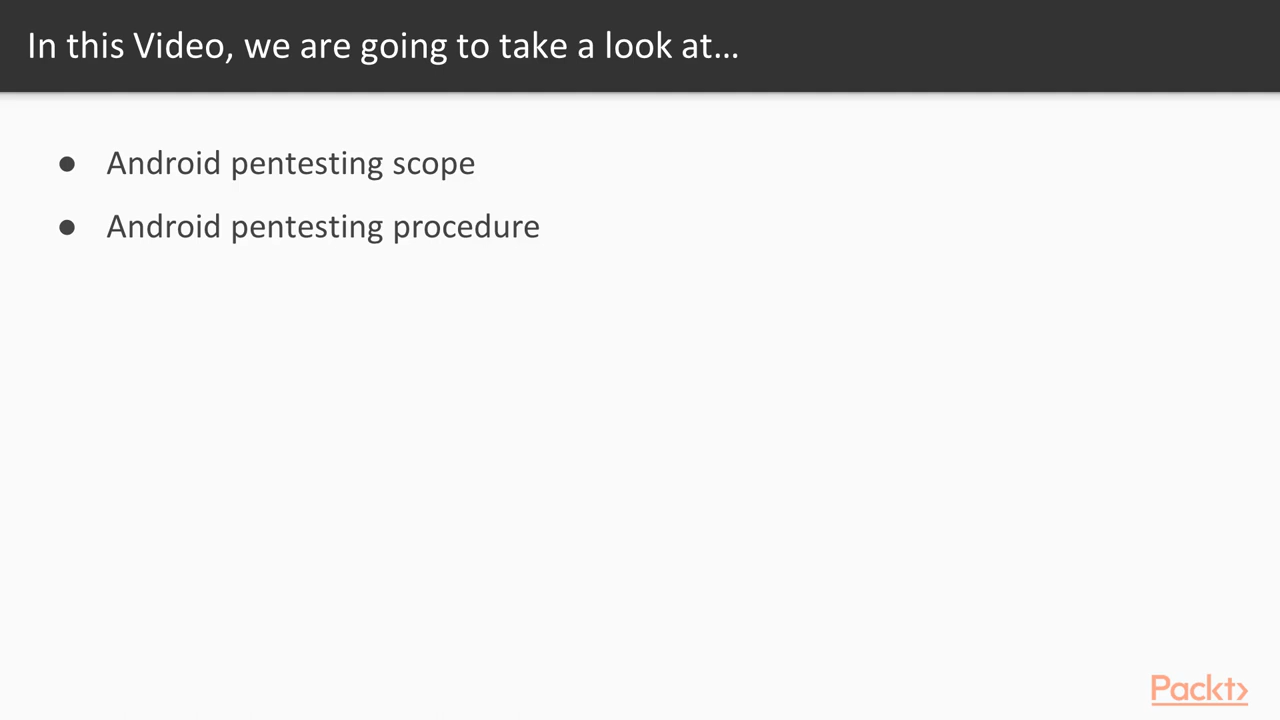 In this Video, we are going to take a look at...
● Android pentesting scope
● Android pentesting procedure
Packt>